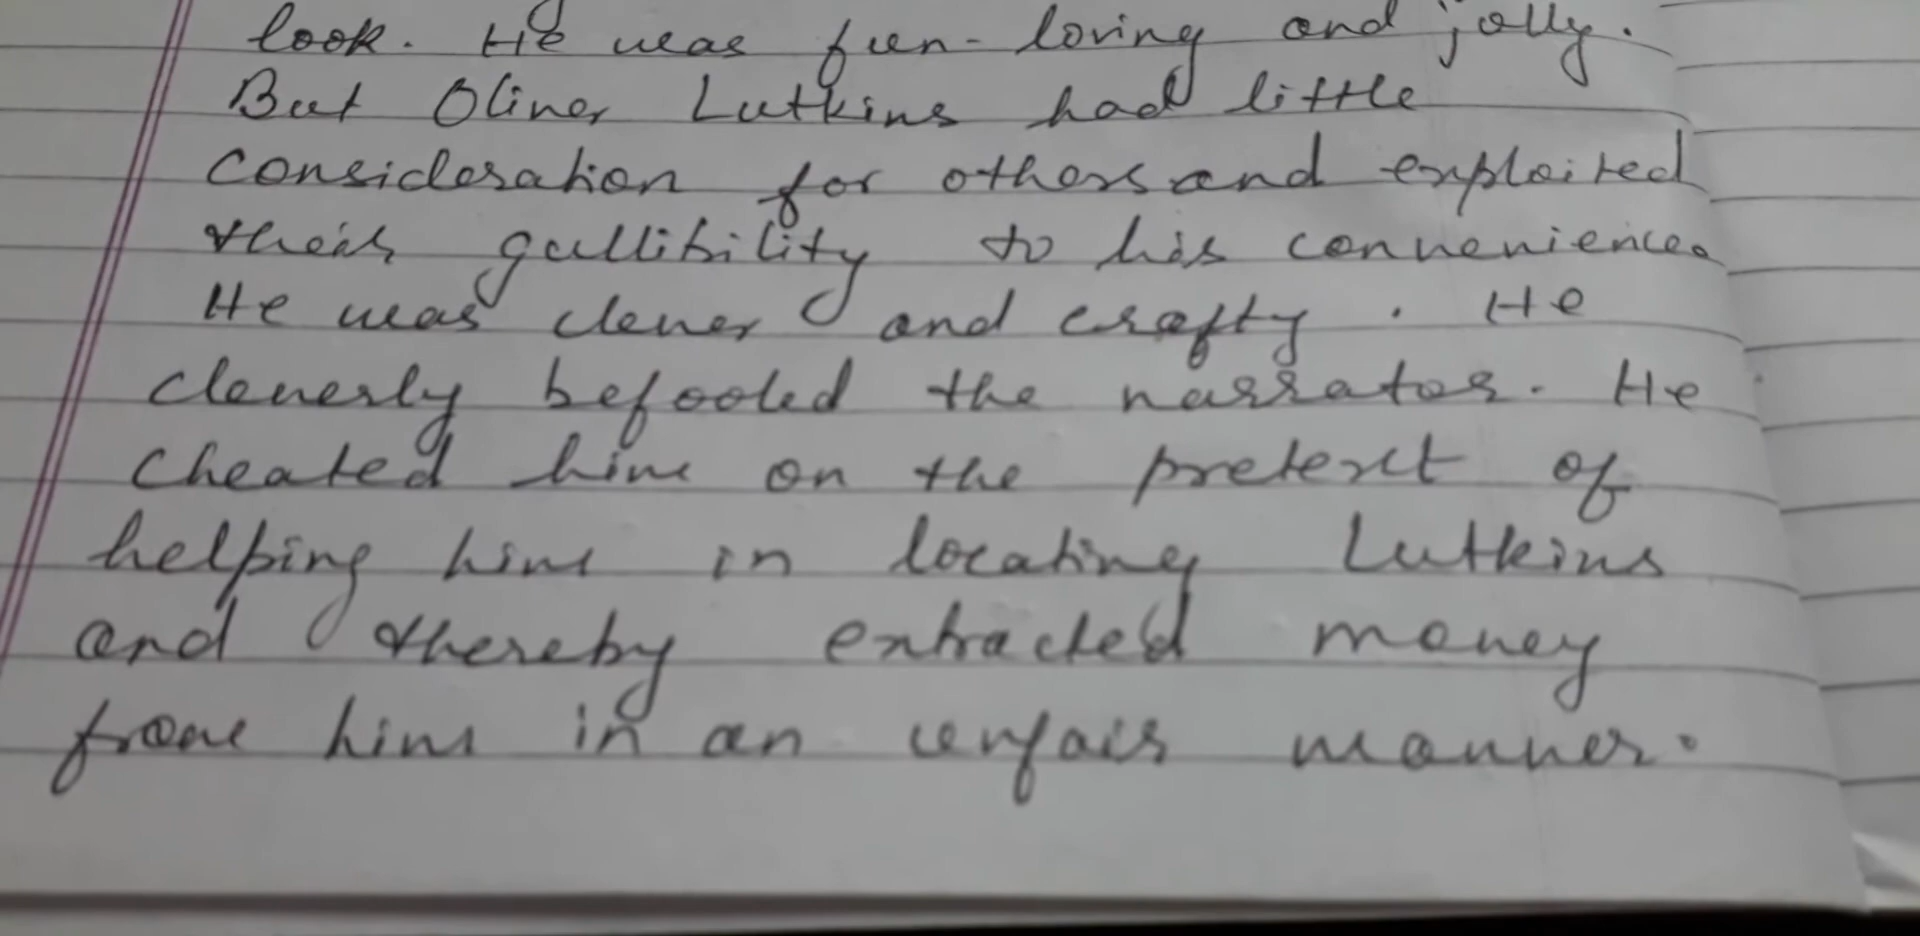 look. He was fun-loving and jolly.
But Oliver Lutkins had little
consideration for others and exploited
their gullibility to his convenience.
He was clever and crafty. He
cleverly befooled the narrator. He
cheated him on the pretext of
helping him in locating Lutkins
and thereby extracted money
from him in an unfair manner.